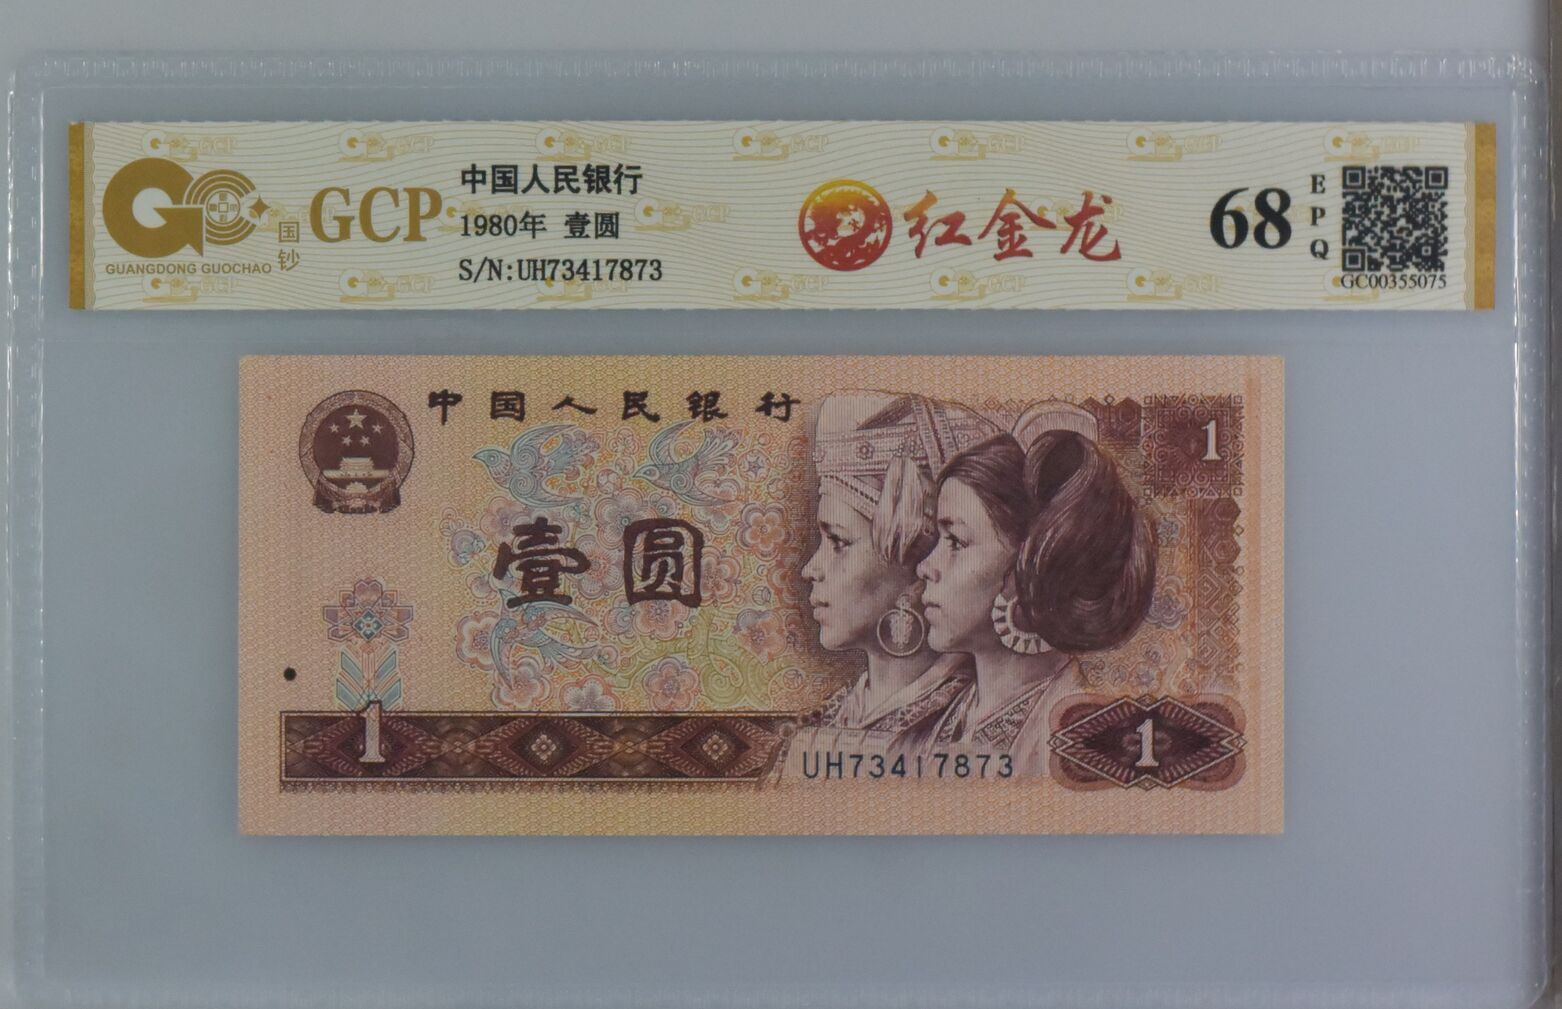 GUANGDONG GUOCHAO
国钞
GCP
中国人民银行
1980年 壹圆
S/N:UH73417873
红金龙
68
EPQ
GC00355075
中国人民银行
1
壹圆
1
UH73417873
1